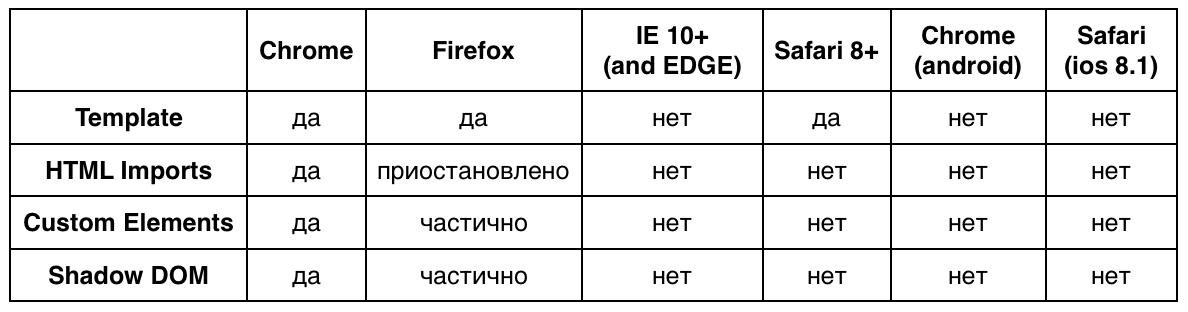 Chrome Firefox IE 10+ (and EDGE) Safari 8+ Chrome (android) Safari (ios 8.1)
Template да да нет да нет нет
HTML Imports да приостановлено нет нет нет нет
Custom Elements да частично нет нет нет нет
Shadow DOM да частично нет нет нет нет